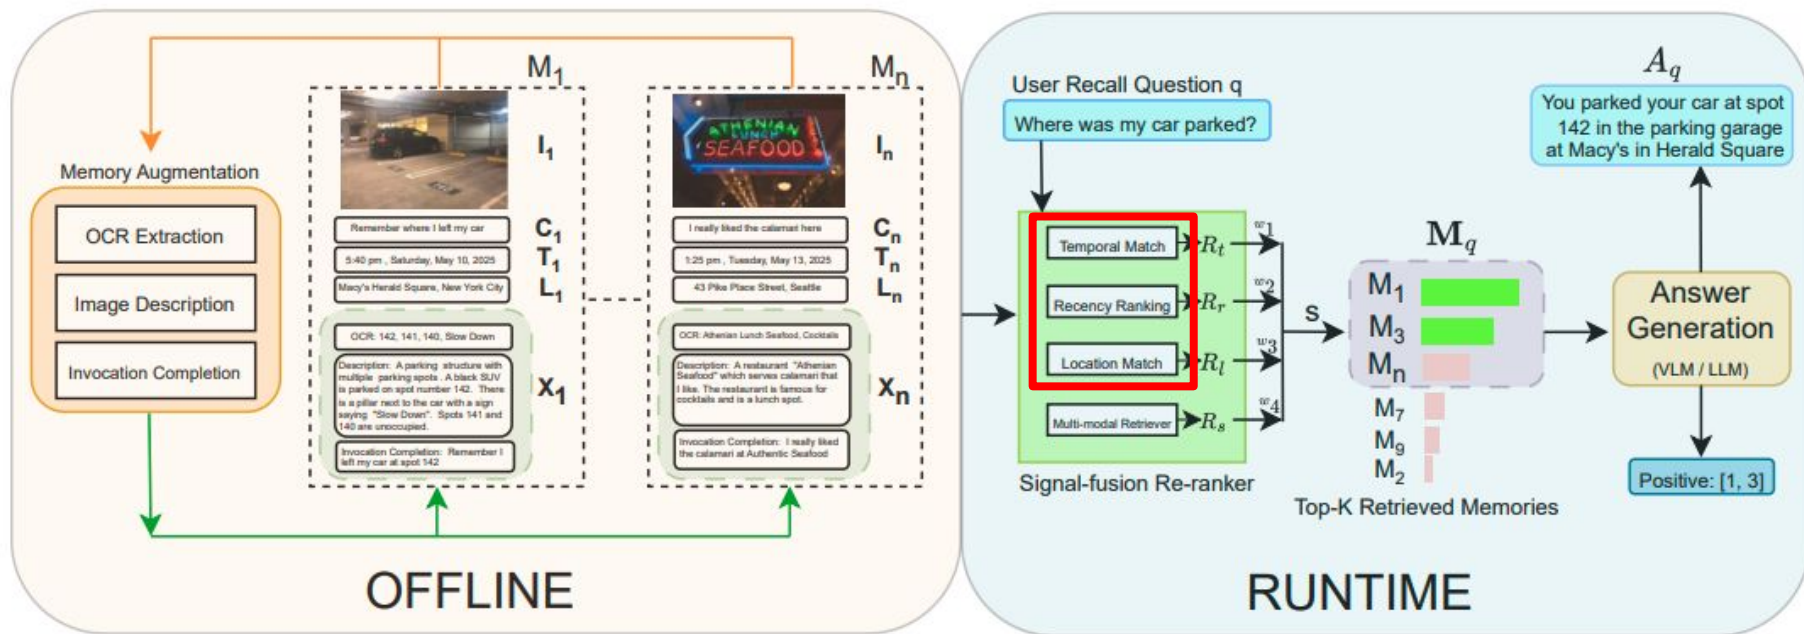 Memory Augmentation
OCR Extraction
Image Description
Invocation Completion
M1
I1
Remember where I left my car
C1
5:40 pm , Saturday, May 10, 2025
T1
Macy's Herald Square, New York City
L1
OCR: 142, 141, 140, Slow Down
Description: A parking structure with
multiple parking spots . A black SUV
is parked on spot number 142. There
is a pillar next to the car with a sign
saying "Slow Down". Spots 141 and
140 are unoccupied.
X1
Invocation Completion: Remember I
left my car at spot 142
Mn
ATHENIAN
LUNCH
SEAFOOD
In
I really liked the calamari here
Cn
1:25 pm , Tuesday, May 13, 2025
Tn
43 Pike Place Street, Seattle
Ln
OCR: Athenian Lunch Seafood, Cocktails
Description: A restaurant "Athenian
Seafood" which serves calamari that
I like. The restaurant is famous for
cocktails and is a lunch spot.
Xn
Invocation Completion: I really liked
the calamari at Authentic Seafood
OFFLINE
User Recall Question q
Where was my car parked?
Temporal Match
Rt
w1
Recency Ranking
Rr
w2
Location Match
Rl
w3
Multi-modal Retriever
Rs
w4
Signal-fusion Re-ranker
s
Mq
M1
M3
Mn
M7
M9
M2
Top-K Retrieved Memories
Aq
You parked your car at spot
142 in the parking garage
at Macy's in Herald Square
Answer
Generation
(VLM / LLM)
Positive: [1, 3]
RUNTIME